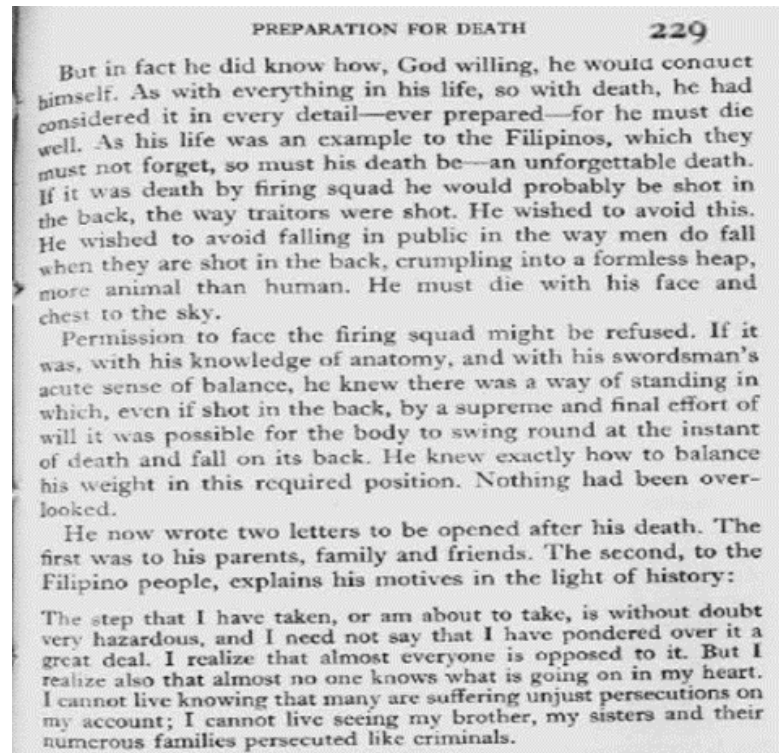 PREPARATION FOR DEATH 229
But in fact he did know how, God willing, he would conduct
himself. As with everything in his life, so with death, he had
considered it in every detail—ever prepared—for he must die
well. As his life was an example to the Filipinos, which they
must not forget, so must his death be—an unforgettable death.
If it was death by firing squad he would probably be shot in
the back, the way traitors were shot. He wished to avoid this.
He wished to avoid falling in public in the way men do fall
when they are shot in the back, crumpling into a formless heap,
more animal than human. He must die with his face and
chest to the sky.
Permission to face the firing squad might be refused. If it
was, with his knowledge of anatomy, and with his swordsman's
acute sense of balance, he knew there was a way of standing in
which, even if shot in the back, by a supreme and final effort of
will it was possible for the body to swing round at the instant
of death and fall on its back. He knew exactly how to balance
his weight in this required position. Nothing had been over-
looked.
He now wrote two letters to be opened after his death. The
first was to his parents, family and friends. The second, to the
Filipino people, explains his motives in the light of history:
The step that I have taken, or am about to take, is without doubt
very hazardous, and I need not say that I have pondered over it a
great deal. I realize that almost everyone is opposed to it. But I
realize also that almost no one knows what is going on in my heart.
I cannot live knowing that many are suffering unjust persecutions on
my account; I cannot live seeing my brother, my sisters and their
numerous families persecuted like criminals.